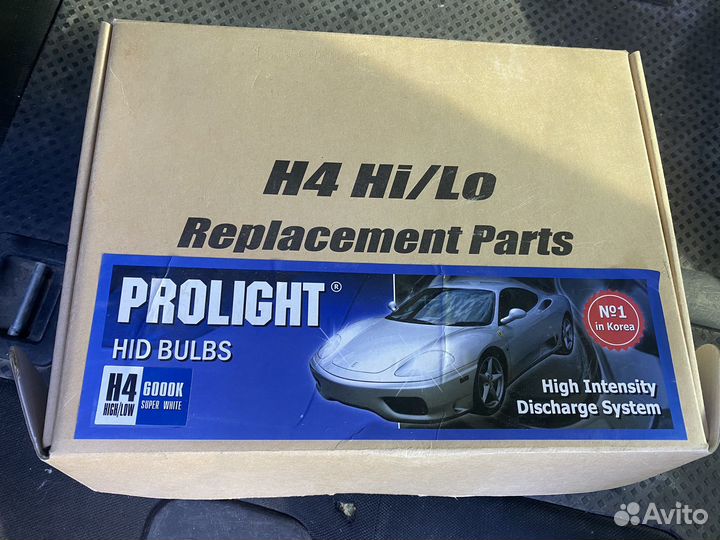 H4 Hi/Lo
Replacement Parts
PROLIGHT®
HID BULBS
H4
HIGH/LOW
6000K
SUPER WHITE
№1
in Korea
High Intensity
Discharge System
Avito